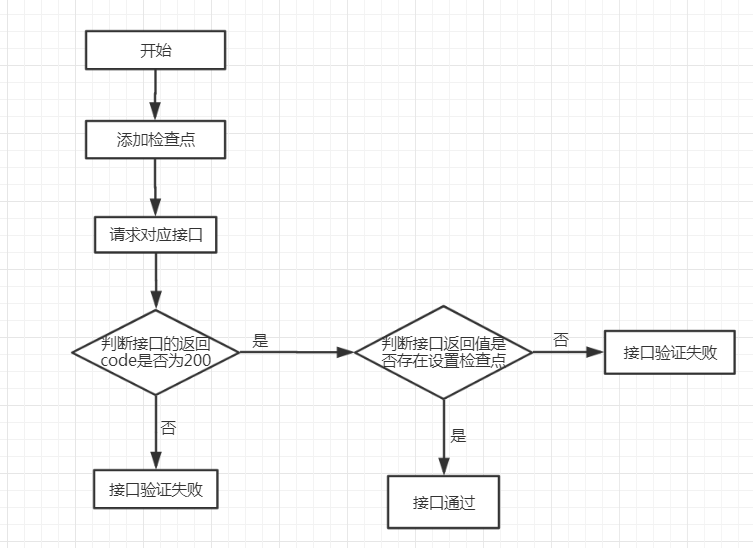 开始
添加检查点
请求对应接口
判断接口的返回
code是否为200
是
判断接口返回值是
否存在设置检查点
否
接口验证失败
否
是
接口验证失败
接口通过